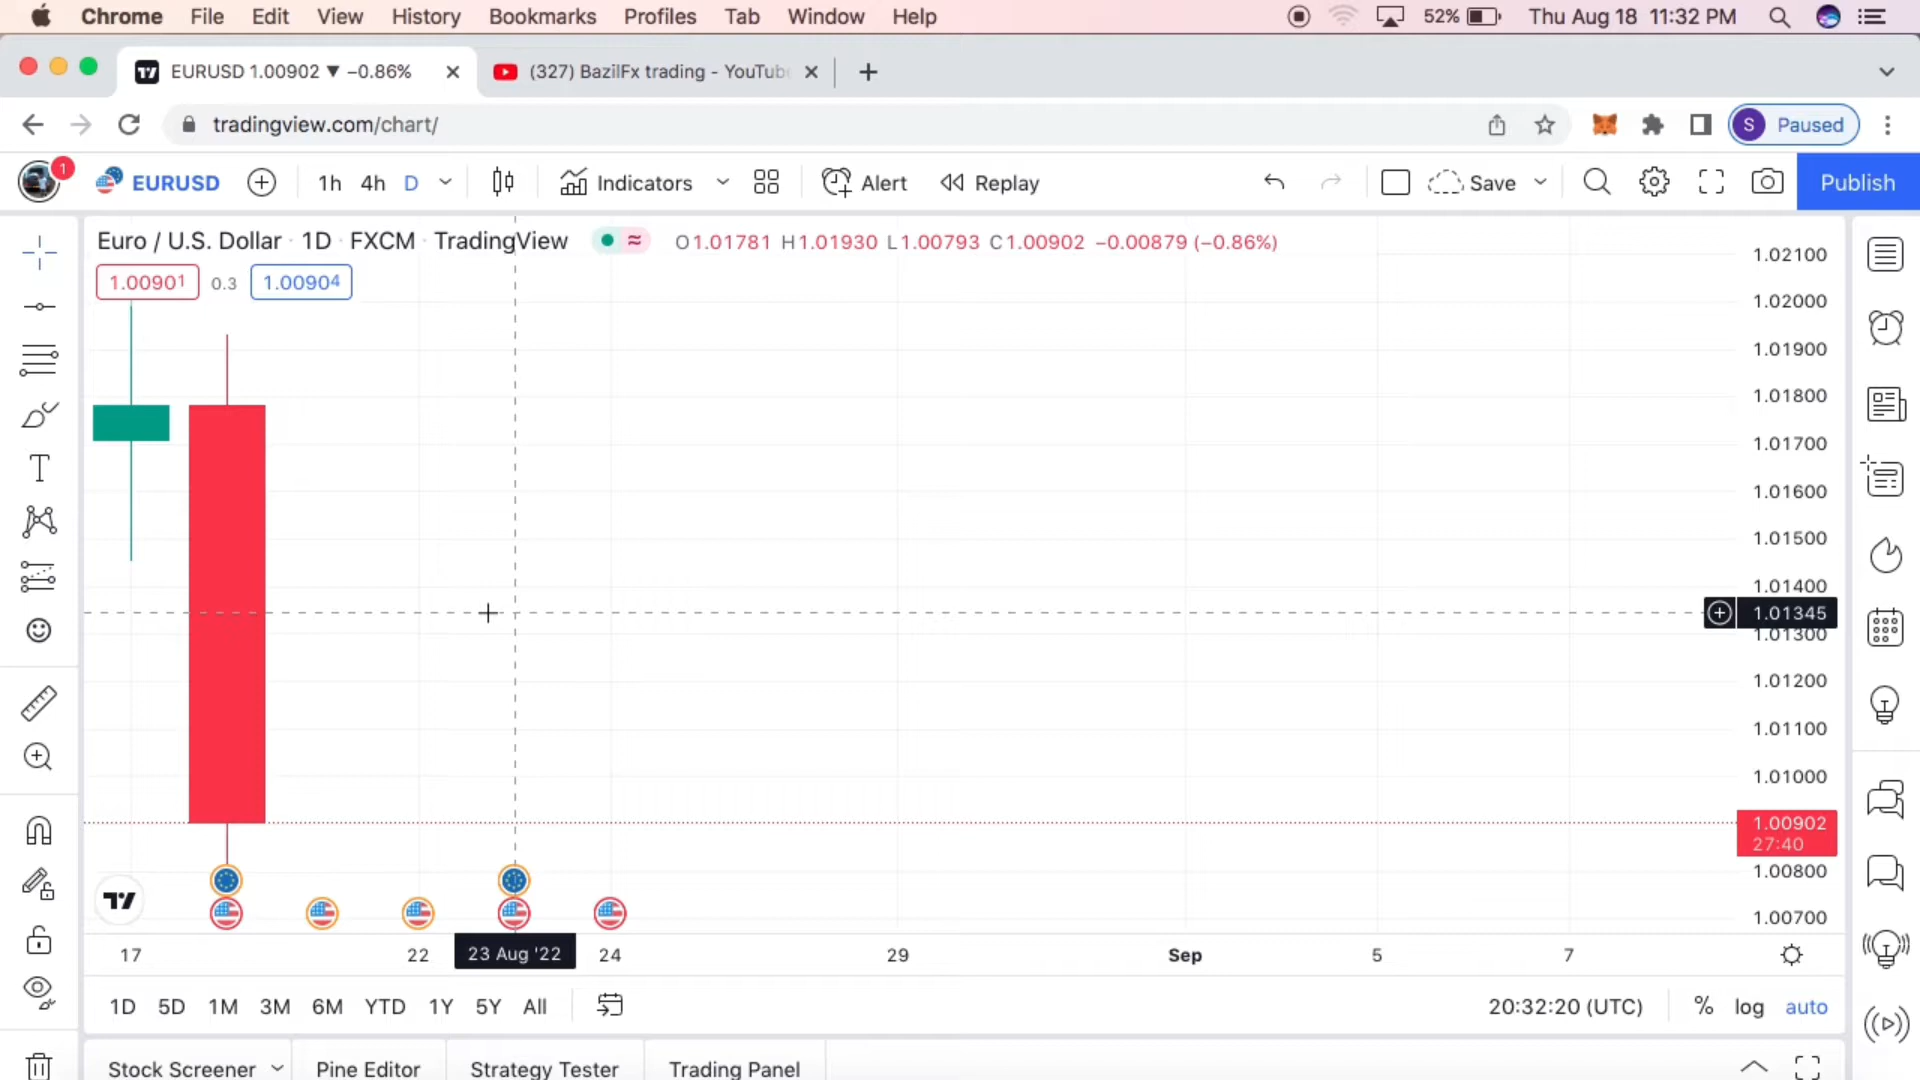 Chrome File Edit View History Bookmarks Profiles Tab Window Help 52% Thu Aug 18 11:32 PM
EURUSD 1.00902 ▼ −0.86% (327) BazilFx trading - YouTub
tradingview.com/chart/ S Paused
1 EURUSD 1h 4h D Indicators Alert Replay Save Publish
Euro / U.S. Dollar · 1D · FXCM · TradingView O1.01781 H1.01930 L1.00793 C1.00902 −0.00879 (−0.86%)
1.00901 0.3 1.00904
1.02100
1.02000
1.01900
1.01800
1.01700
1.01600
1.01500
1.01400
1.01345
1.01300
1.01200
1.01100
1.01000
1.00902
27:40
1.00800
1.00700
17 22 23 Aug '22 24 29 Sep 5 7
1D 5D 1M 3M 6M YTD 1Y 5Y All 20:32:20 (UTC) % log auto
Stock Screener Pine Editor Strategy Tester Trading Panel